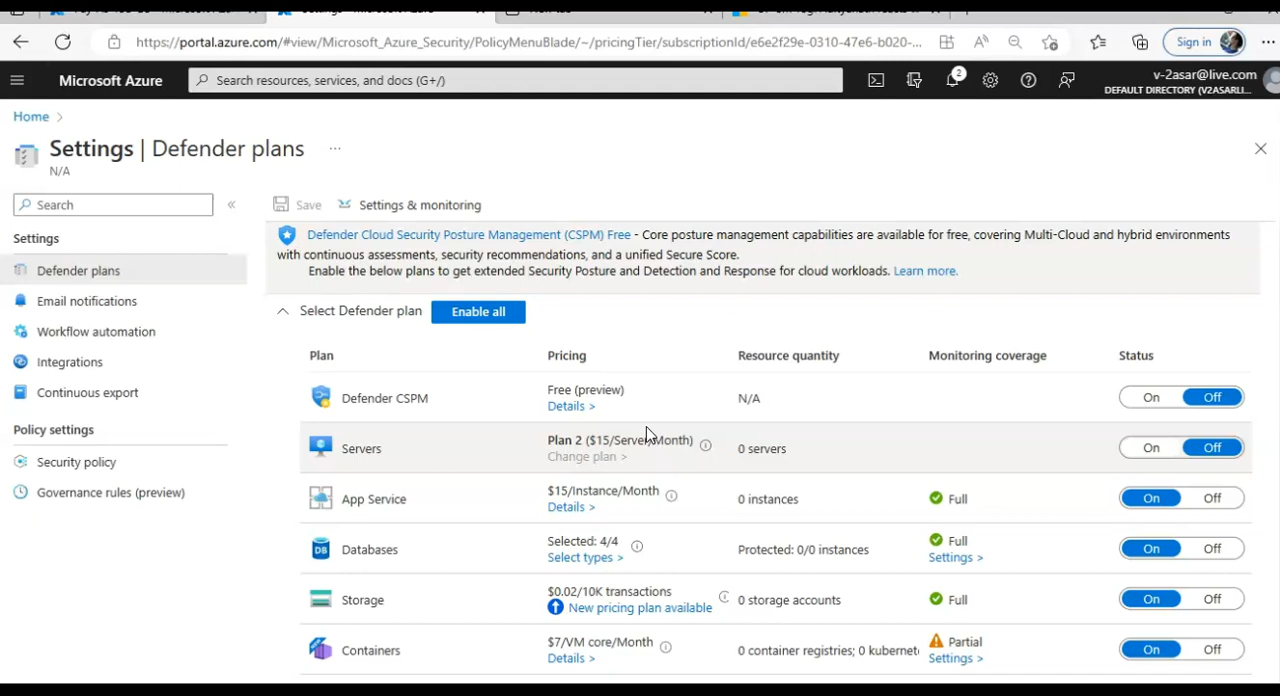 https://portal.azure.com/#view/Microsoft_Azure_Security/PolicyMenuBlade/~/pricingTier/subscriptionId/e6e2f29e-0310-47e6-b020-...
Sign in
Microsoft Azure
Search resources, services, and docs (G+/)
2
v-2asar@live.com
DEFAULT DIRECTORY (V2ASARLI...
Home >
Settings | Defender plans ...
N/A
Search
«
Save
Settings & monitoring
Settings
Defender plans
Email notifications
Workflow automation
Integrations
Continuous export
Policy settings
Security policy
Governance rules (preview)
Defender Cloud Security Posture Management (CSPM) Free - Core posture management capabilities are available for free, covering Multi-Cloud and hybrid environments
with continuous assessments, security recommendations, and a unified Secure Score.
Enable the below plans to get extended Security Posture and Detection and Response for cloud workloads. Learn more.
Select Defender plan Enable all
Plan Pricing Resource quantity Monitoring coverage Status
Defender CSPM Free (preview) N/A On Off
Details >
Servers Plan 2 ($15/Server/Month) 0 servers On Off
Change plan >
App Service $15/Instance/Month 0 instances Full On Off
Details >
Databases Selected: 4/4 Protected: 0/0 instances Full On Off
Select types > Settings >
Storage $0.02/10K transactions 0 storage accounts Full On Off
New pricing plan available
Containers $7/VM core/Month 0 container registries; 0 kubernet Partial On Off
Details > Settings >